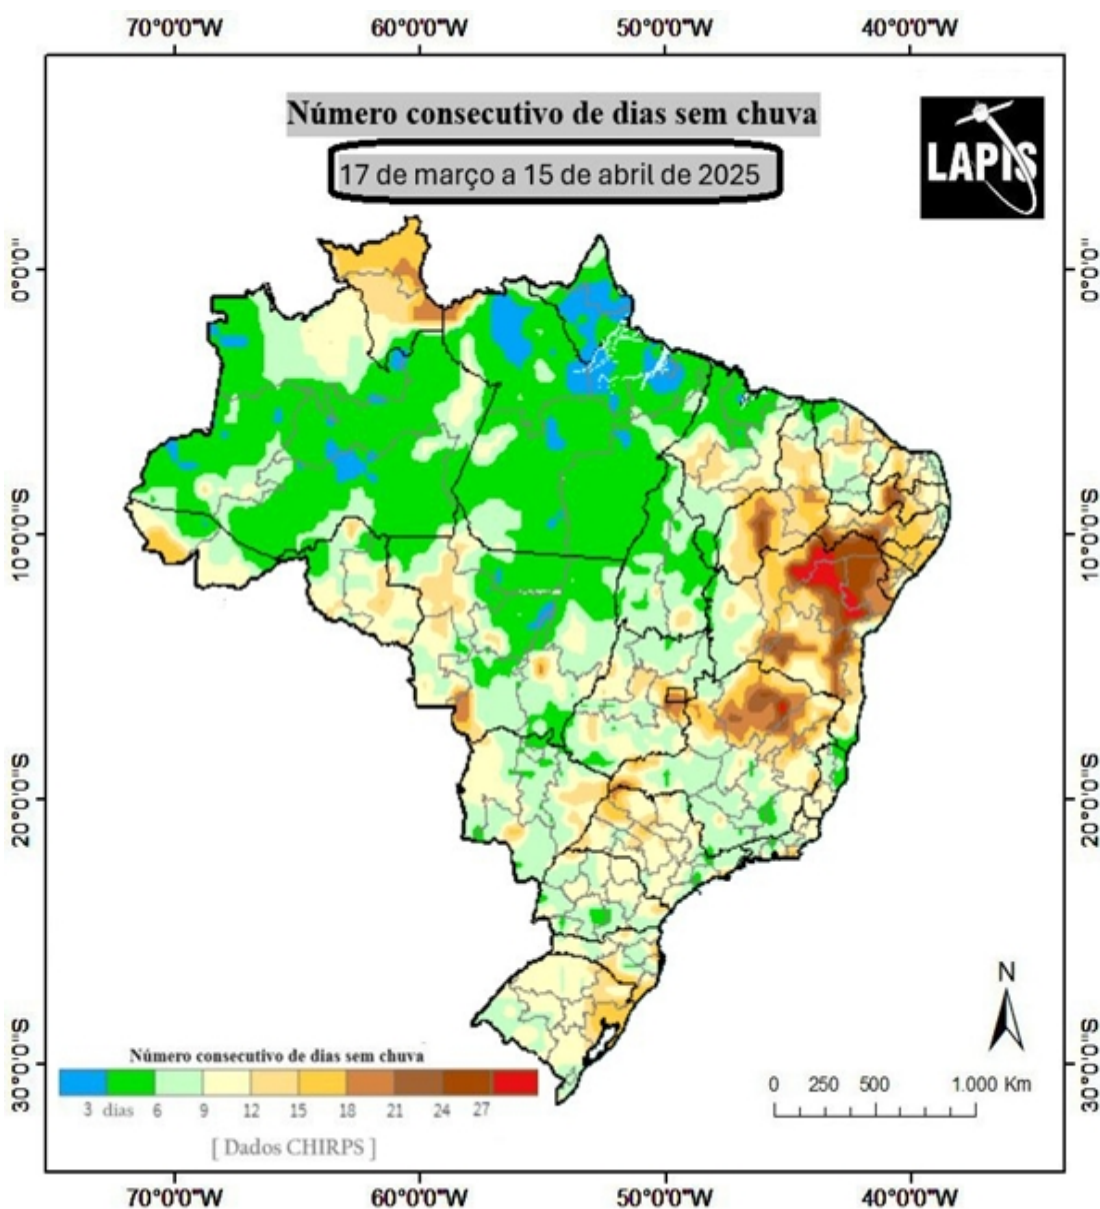 70°0'0"W 60°0'0"W 50°0'0"W 40°0'0"W
Número consecutivo de dias sem chuva
17 de março a 15 de abril de 2025
LAPIS
0°0'0" 0°0'0"
10°0'0"S 10°0'0"S
20°0'0"S 20°0'0"S
30°0'0"S 30°0'0"S
N
Número consecutivo de dias sem chuva
3 dias 6 9 12 15 18 21 24 27
[ Dados CHIRPS ]
0 250 500 1.000 Km
70°0'0"W 60°0'0"W 50°0'0"W 40°0'0"W